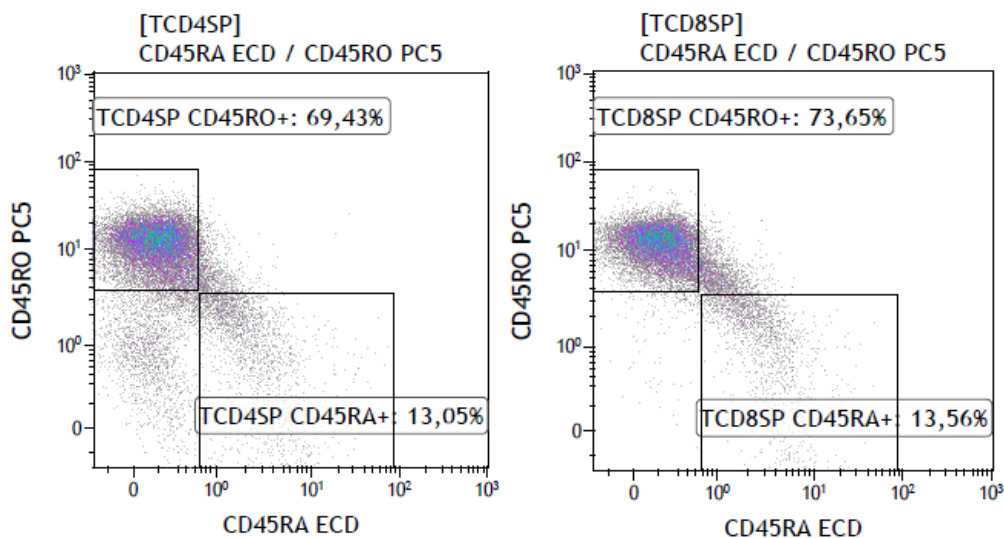 [TCD4SP]
CD45RA ECD / CD45RO PC5
10³
TCD4SP CD45RO+: 69,43%
10²
CD45RO PC5
10¹
10⁰
TCD4SP CD45RA+: 13,05%
0
0 10⁰ 10¹ 10² 10³
CD45RA ECD
[TCD8SP]
CD45RA ECD / CD45RO PC5
10³
TCD8SP CD45RO+: 73,65%
10²
CD45RO PC5
10¹
10⁰
TCD8SP CD45RA+: 13,56%
0
0 10⁰ 10¹ 10² 10³
CD45RA ECD